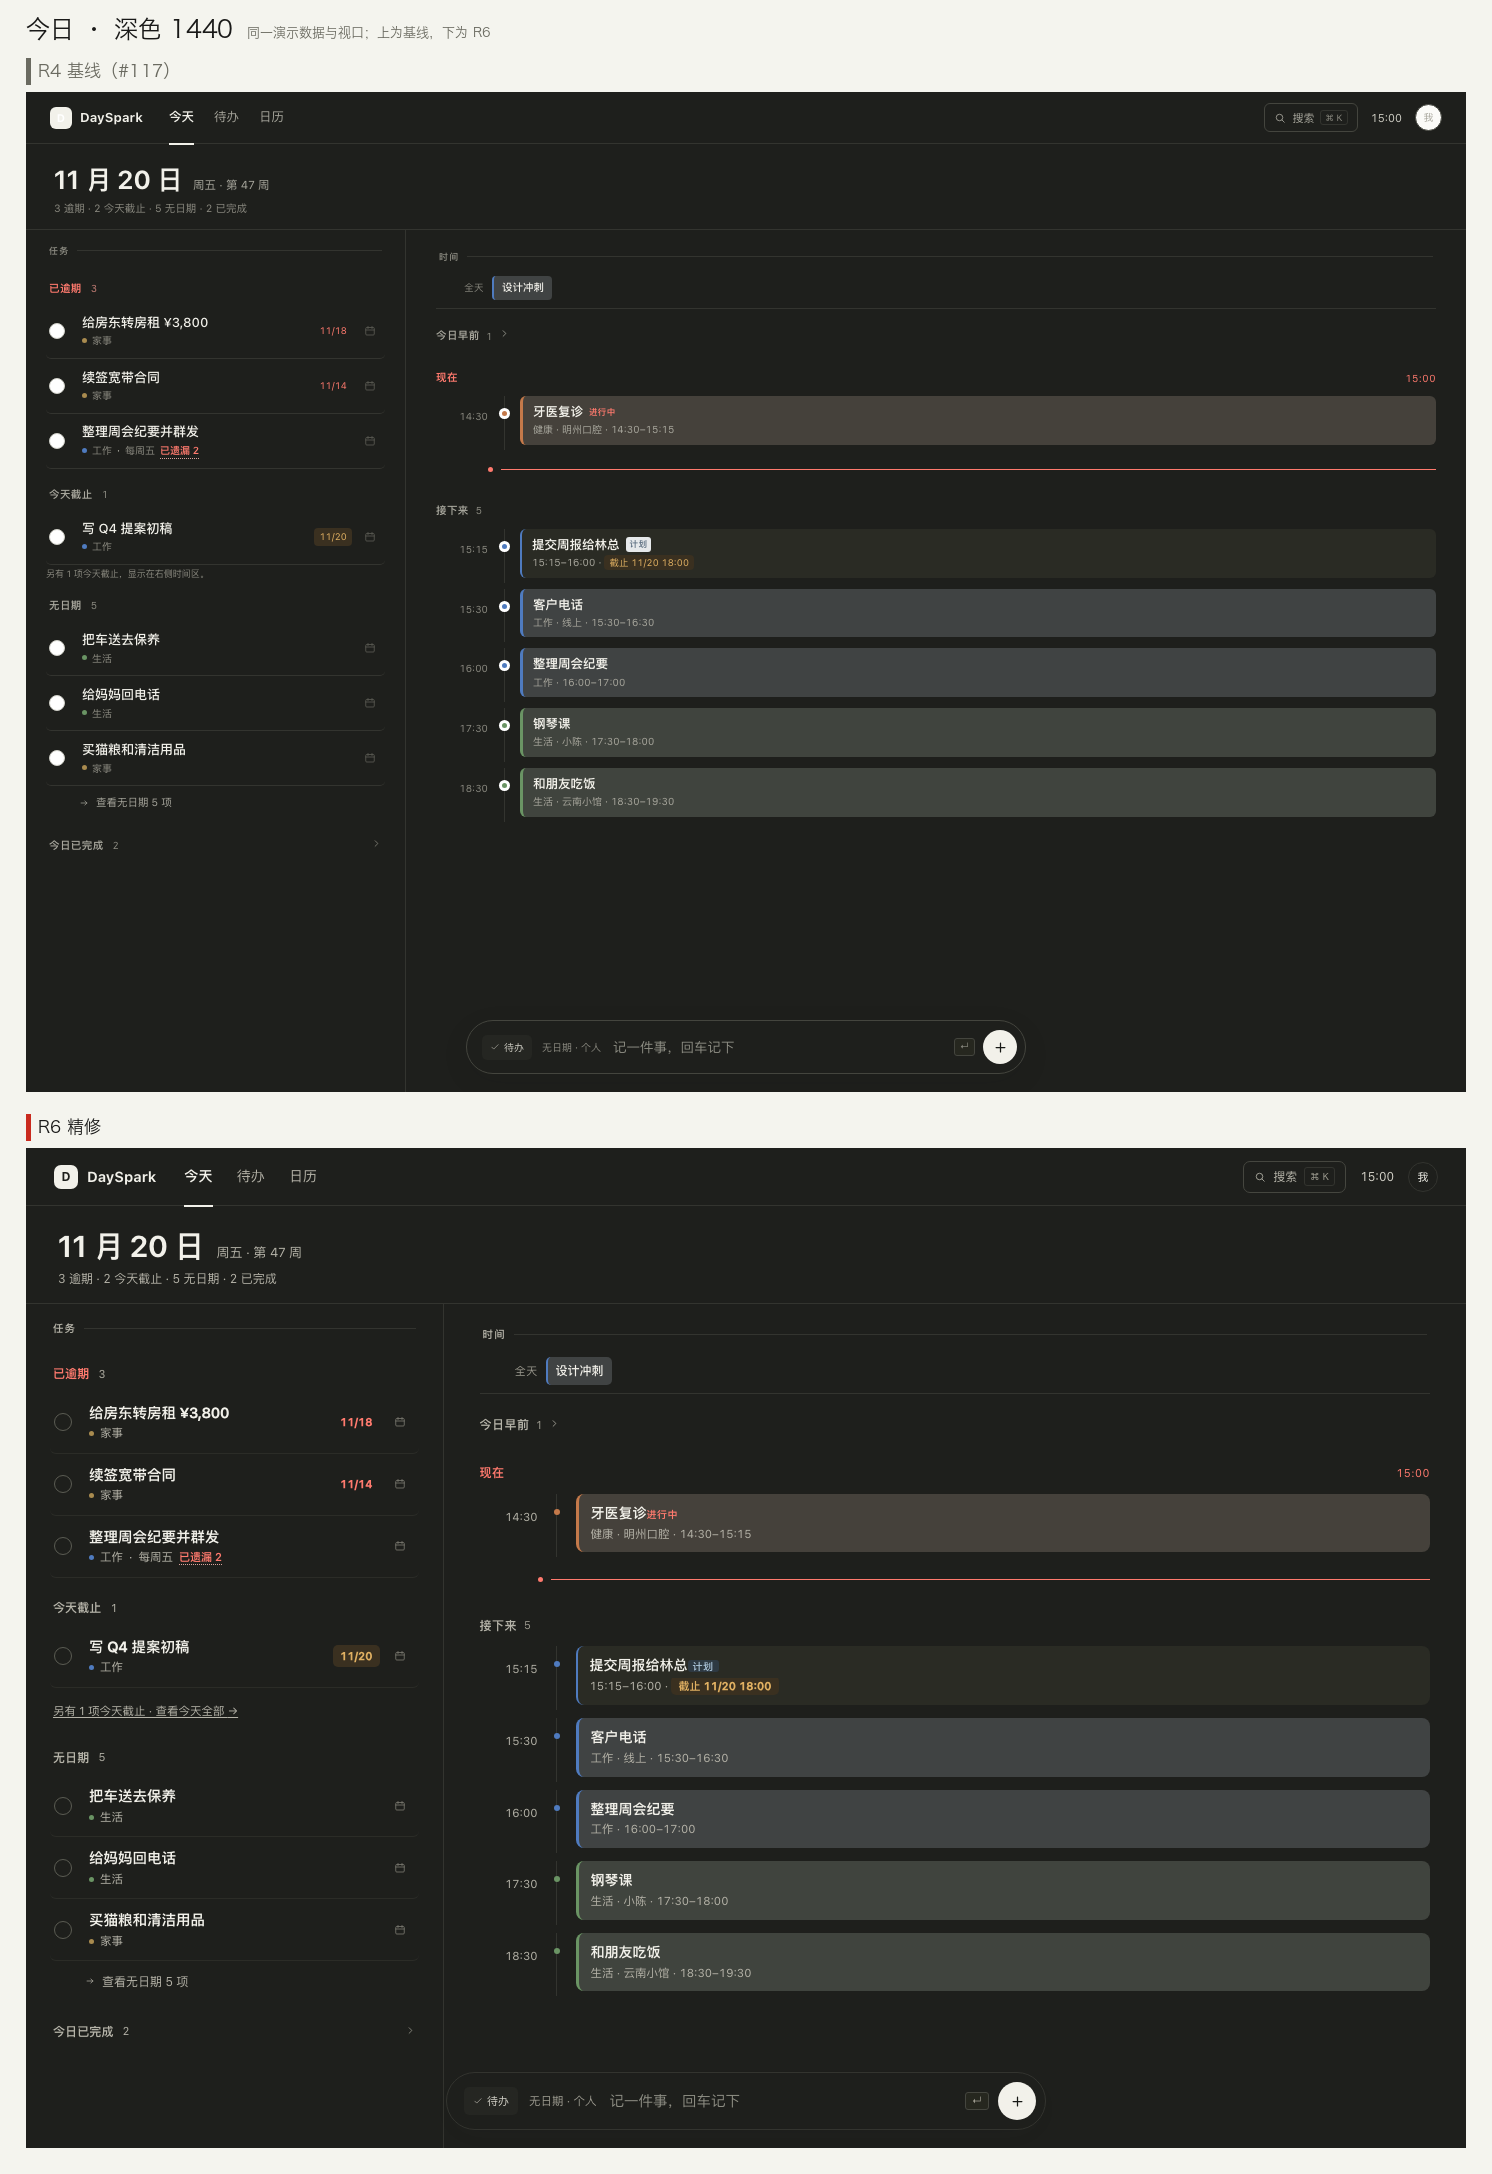 今日 · 深色 1440 同一演示数据与视口；上为基线，下为 R6
R4 基线（#117）
D DaySpark 今天 待办 日历 搜索 ⌘ K 15:00 我
11 月 20 日 周五 · 第 47 周
3 逾期 · 2 今天截止 · 5 无日期 · 2 已完成
任务
已逾期 3
给房东转房租 ¥3,800 11/18
家事
续签宽带合同 11/14
家事
整理周会纪要并群发
工作 · 每周五 已遗漏 2
今天截止 1
写 Q4 提案初稿 11/20
工作
另有 1 项今天截止，显示在右侧时间区。
无日期 5
把车送去保养
生活
给妈妈回电话
生活
买猫粮和清洁用品
家事
→ 查看无日期 5 项
今日已完成 2
时间
全天 设计冲刺
今日早前 1
现在 15:00
14:30 牙医复诊 进行中
健康 · 明州口腔 · 14:30–15:15
接下来 5
15:15 提交周报给林总 计划
15:15–16:00 · 截止 11/20 18:00
15:30 客户电话
工作 · 线上 · 15:30–16:30
16:00 整理周会纪要
工作 · 16:00–17:00
17:30 钢琴课
生活 · 小陈 · 17:30–18:00
18:30 和朋友吃饭
生活 · 云南小馆 · 18:30–19:30
✓ 待办 无日期 · 个人 记一件事，回车记下 ↵ +
R6 精修
D DaySpark 今天 待办 日历 搜索 ⌘ K 15:00 我
11 月 20 日 周五 · 第 47 周
3 逾期 · 2 今天截止 · 5 无日期 · 2 已完成
任务
已逾期 3
给房东转房租 ¥3,800 11/18
家事
续签宽带合同 11/14
家事
整理周会纪要并群发
工作 · 每周五 已遗漏 2
今天截止 1
写 Q4 提案初稿 11/20
工作
另有 1 项今天截止 · 查看今天全部 →
无日期 5
把车送去保养
生活
给妈妈回电话
生活
买猫粮和清洁用品
家事
→ 查看无日期 5 项
今日已完成 2
时间
全天 设计冲刺
今日早前 1
现在 15:00
14:30 牙医复诊进行中
健康 · 明州口腔 · 14:30–15:15
接下来 5
15:15 提交周报给林总 计划
15:15–16:00 · 截止 11/20 18:00
15:30 客户电话
工作 · 线上 · 15:30–16:30
16:00 整理周会纪要
工作 · 16:00–17:00
17:30 钢琴课
生活 · 小陈 · 17:30–18:00
18:30 和朋友吃饭
生活 · 云南小馆 · 18:30–19:30
✓ 待办 无日期 · 个人 记一件事，回车记下 ↵ +